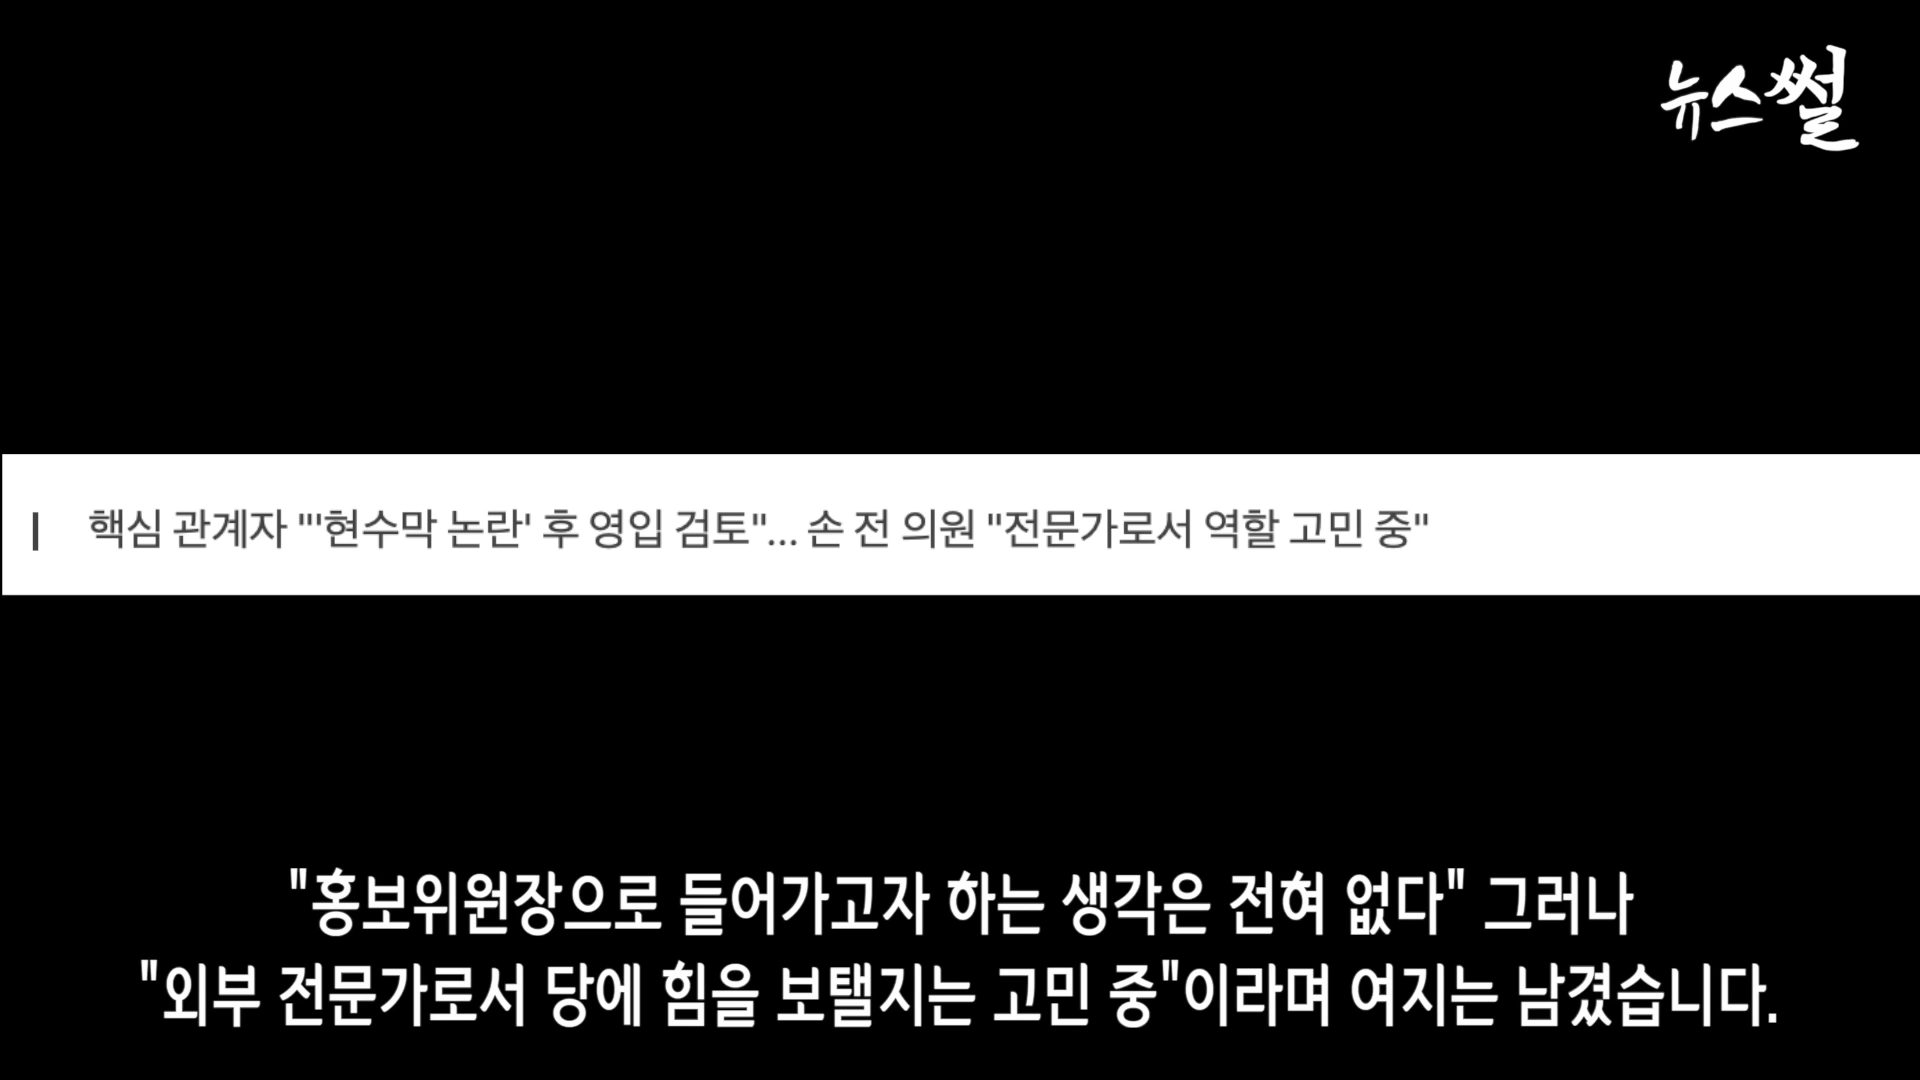 뉴스썰
핵심 관계자 "'현수막 논란' 후 영입 검토"... 손 전 의원 "전문가로서 역할 고민 중"
"홍보위원장으로 들어가고자 하는 생각은 전혀 없다" 그러나
"외부 전문가로서 당에 힘을 보탤지는 고민 중"이라며 여지는 남겼습니다.